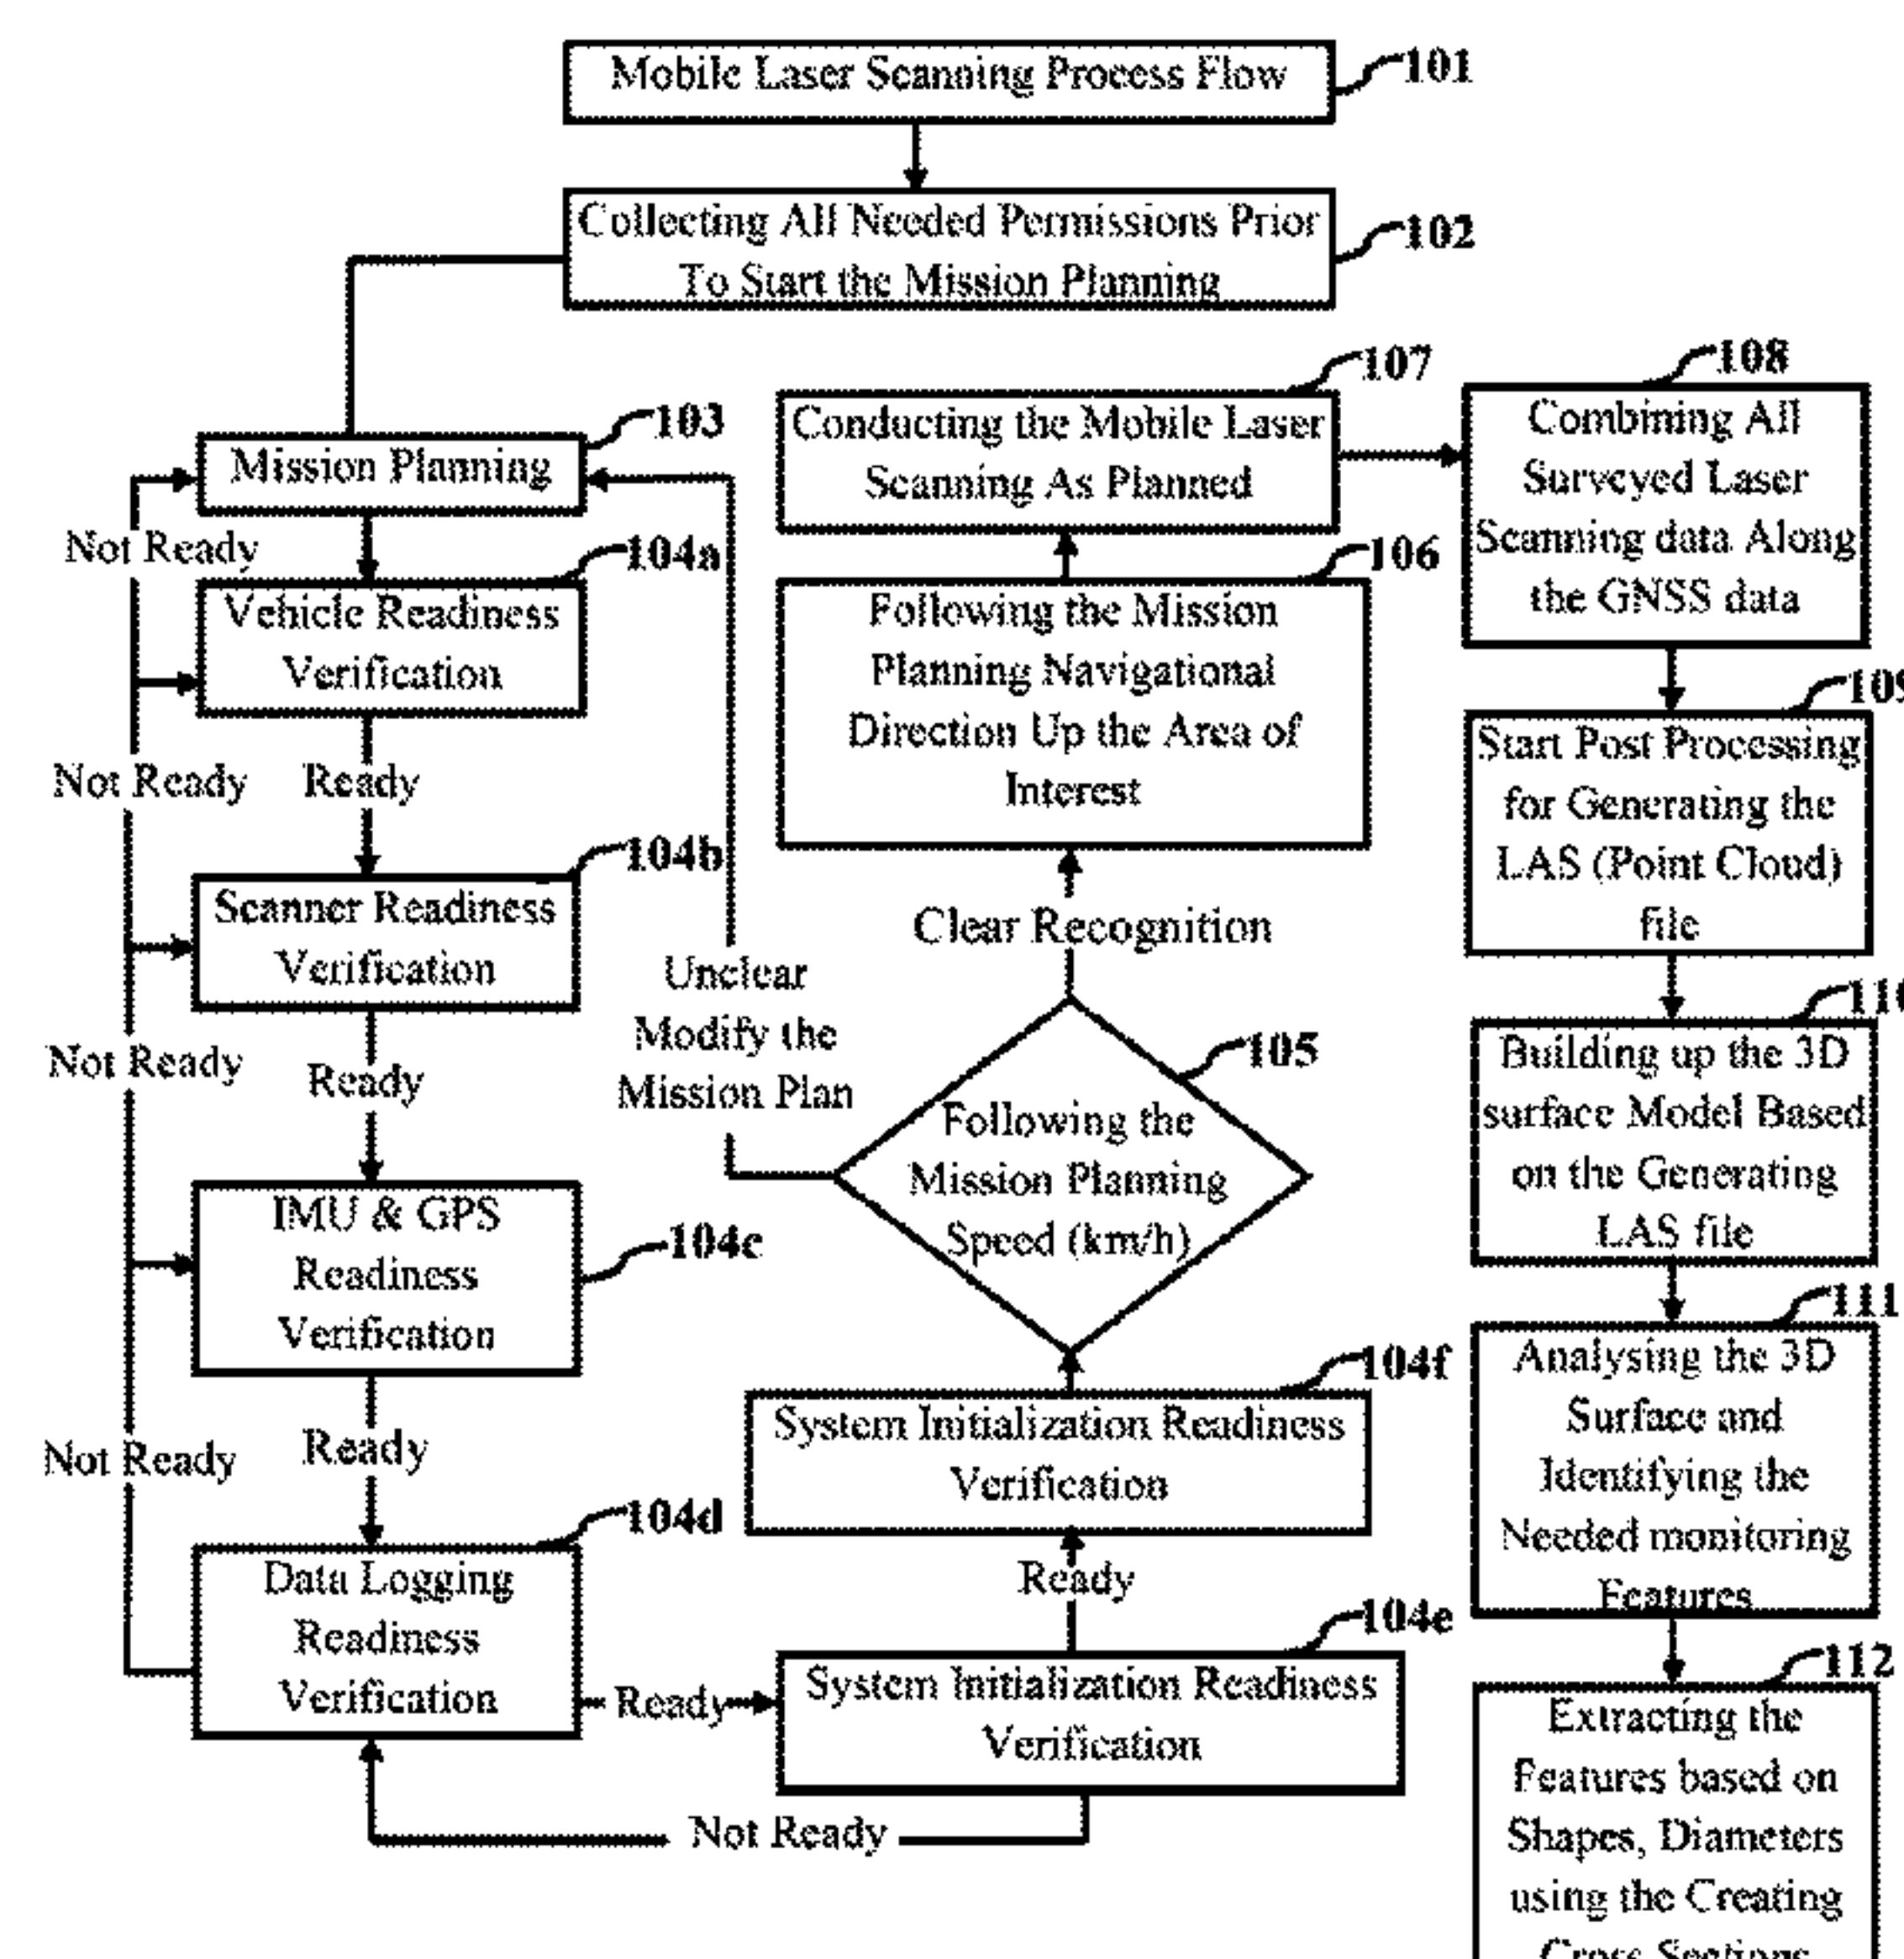 Mobile Laser Scanning Process Flow
101
Collecting All Needed Permissions Prior
To Start the Mission Planning
102
Mission Planning
103
Not Ready
Vehicle Readiness
Verification
104a
Not Ready
Ready
Scanner Readiness
Verification
104b
Not Ready
Ready
IMU & GPS
Readiness
Verification
104c
Not Ready
Ready
Data Logging
Readiness
Verification
104d
Ready
Not Ready
System Initialization Readiness
Verification
104e
Ready
System Initialization Readiness
Verification
104f
Following the
Mission Planning
Speed (km/h)
105
Unclear
Modify the
Mission Plan
Clear Recognition
Following the Mission
Planning Navigational
Direction Up the Area of
Interest
106
Conducting the Mobile Laser
Scanning As Planned
107
Combining All
Surveyed Laser
Scanning data Along
the GNSS data
108
Start Post Processing
for Generating the
LAS (Point Cloud)
file
109
Building up the 3D
surface Model Based
on the Generating
LAS file
110
Analysing the 3D
Surface and
Identifying the
Needed monitoring
Features
111
Extracting the
Features based on
Shapes, Diameters
using the Creating
Cross Sections
112